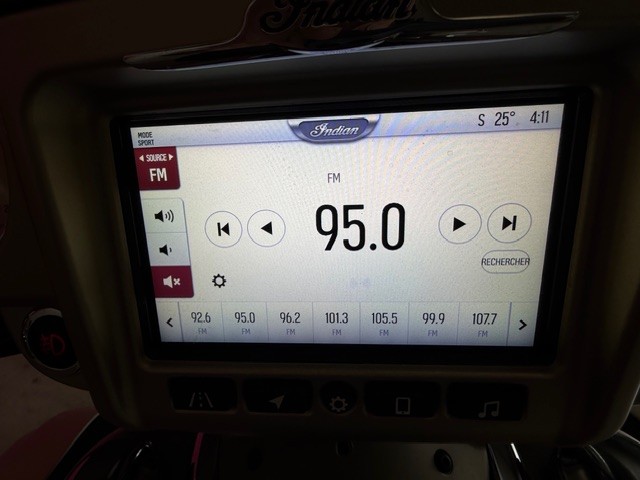 Indian
Indian
S 25° 4:11
MODE
SPORT
SOURCE
FM
FM
95.0
RECHERCHER
92.6 95.0 96.2 101.3 105.5 99.9 107.7
FM FM FM FM FM FM FM